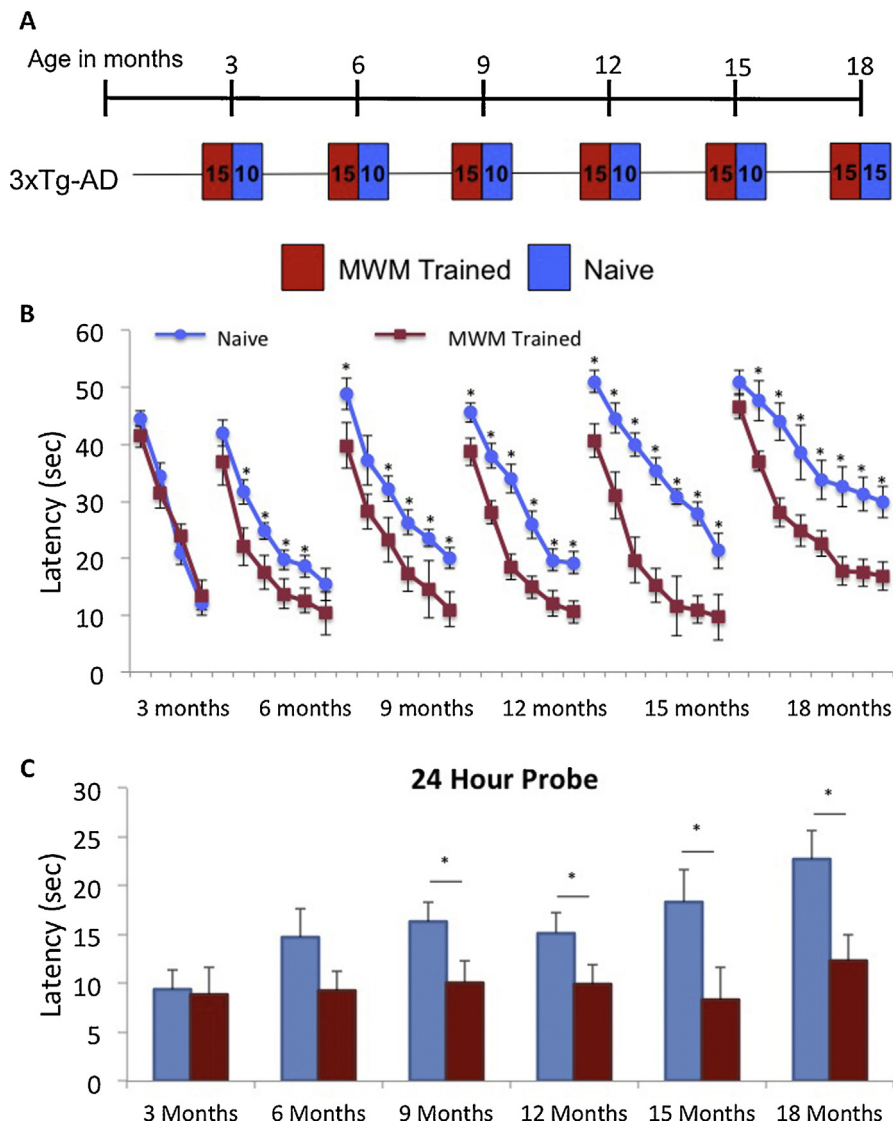 A
Age in months 3 6 9 12 15 18
3xTg-AD 15 10 15 10 15 10 15 10 15 10 15 15
MWM Trained Naive
B
Naive MWM Trained
60
50
40
30
20
10
0
Latency (sec)
* * * * * * * * * * * * * * * * * * * * * * * * * * * * *
3 months 6 months 9 months 12 months 15 months 18 months
C
24 Hour Probe
30
25
20
15
10
5
0
Latency (sec)
* * * *
3 Months 6 Months 9 Months 12 Months 15 Months 18 Months